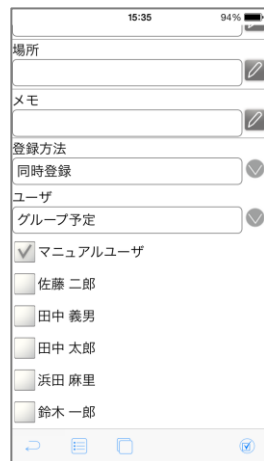 15:35
94%
場所
メモ
登録方法
同時登録
ユーザ
グループ予定
マニュアルユーザ
佐藤 二郎
田中 義男
田中 太郎
浜田 麻里
鈴木 一郎